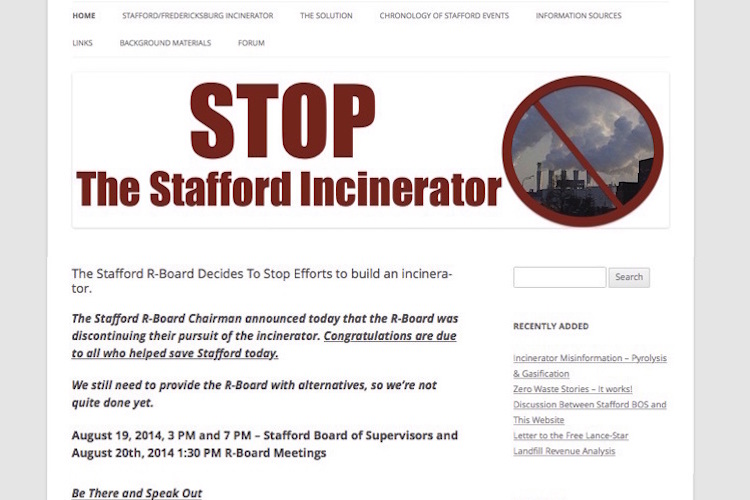 HOME STAFFORD/FREDERICKSBURG INCINERATOR THE SOLUTION CHRONOLOGY OF STAFFORD EVENTS INFORMATION SOURCES
LINKS BACKGROUND MATERIALS FORUM
STOP
The Stafford Incinerator
The Stafford R-Board Decides To Stop Efforts to build an incinera-
tor.
The Stafford R-Board Chairman announced today that the R-Board was
discontinuing their pursuit of the incinerator. Congratulations are due
to all who helped save Stafford today.
We still need to provide the R-Board with alternatives, so we're not
quite done yet.
August 19, 2014, 3 PM and 7 PM – Stafford Board of Supervisors and
August 20th, 2014 1:30 PM R-Board Meetings
Be There and Speak Out
Search
RECENTLY ADDED
Incinerator Misinformation – Pyrolysis
& Gasification
Zero Waste Stories – It works!
Discussion Between Stafford BOS and
This Website
Letter to the Free Lance-Star
Landfill Revenue Analysis